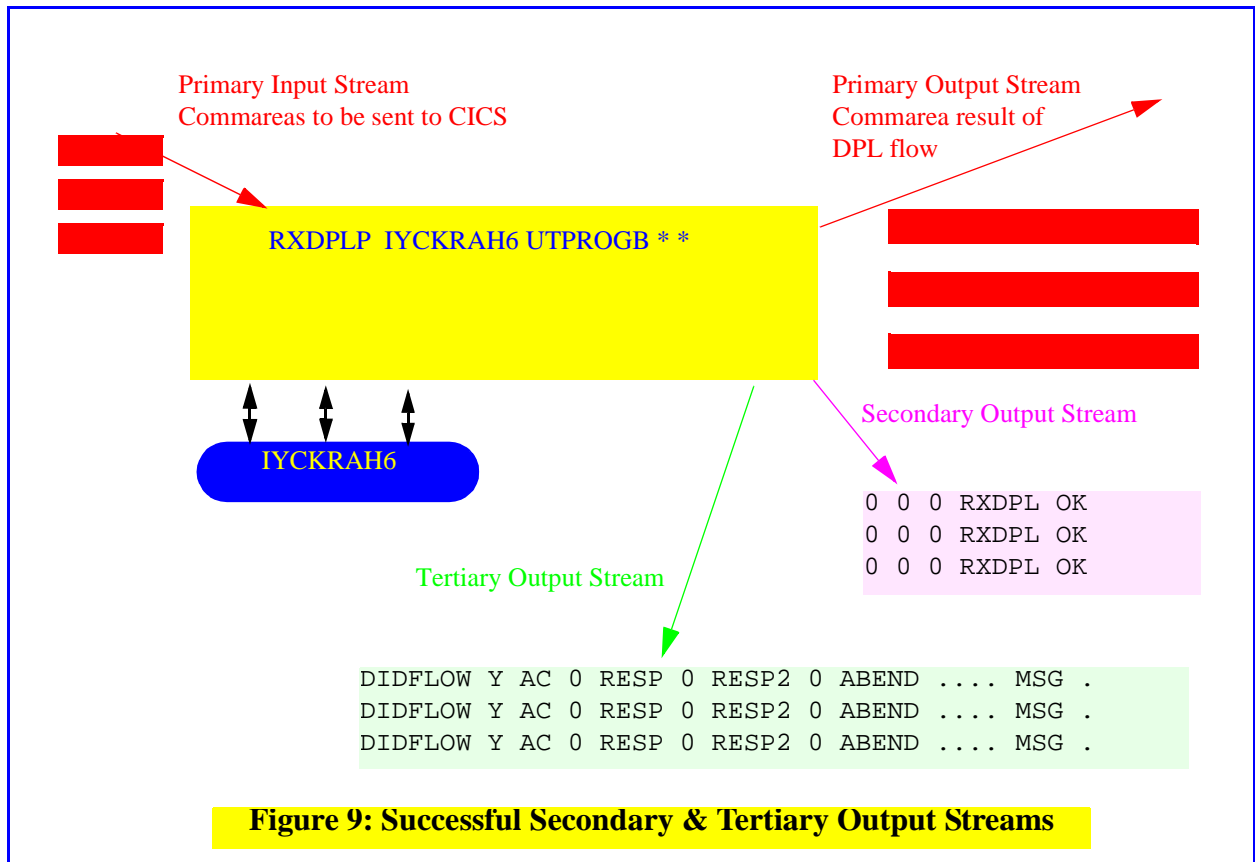 Primary Input Stream
Commareas to be sent to CICS
Primary Output Stream
Commarea result of
DPL flow
RXDPLP IYCKRAH6 UTPROGB * *
IYCKRAH6
Secondary Output Stream
0 0 0 RXDPL OK
0 0 0 RXDPL OK
0 0 0 RXDPL OK
Tertiary Output Stream
DIDFLOW Y AC 0 RESP 0 RESP2 0 ABEND .... MSG .
DIDFLOW Y AC 0 RESP 0 RESP2 0 ABEND .... MSG .
DIDFLOW Y AC 0 RESP 0 RESP2 0 ABEND .... MSG .
Figure 9: Successful Secondary & Tertiary Output Streams